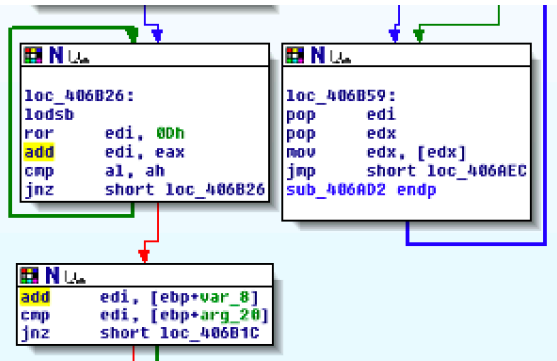 N
loc_406B26:
lodsb
ror edi, 0Dh
add edi, eax
cmp al, ah
jnz short loc_406B26
N
loc_406B59:
pop edi
pop edx
mov edx, [edx]
jmp short loc_406AEC
sub_406AD2 endp
N
add edi, [ebp+var_8]
cmp edi, [ebp+arg_20]
jnz short loc_406B1C